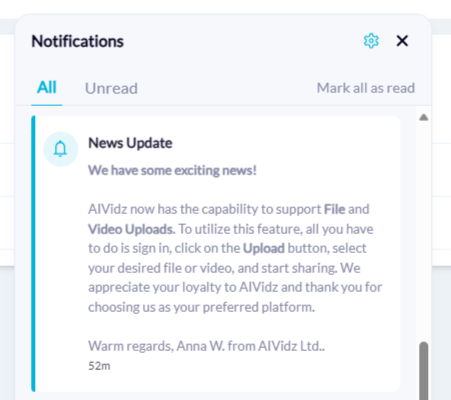 Notifications
All Unread Mark all as read
News Update
We have some exciting news!
AIVidz now has the capability to support File and
Video Uploads. To utilize this feature, all you have
to do is sign in, click on the Upload button, select
your desired file or video, and start sharing. We
appreciate your loyalty to AIVidz and thank you for
choosing us as your preferred platform.
Warm regards, Anna W. from AIVidz Ltd..
52m